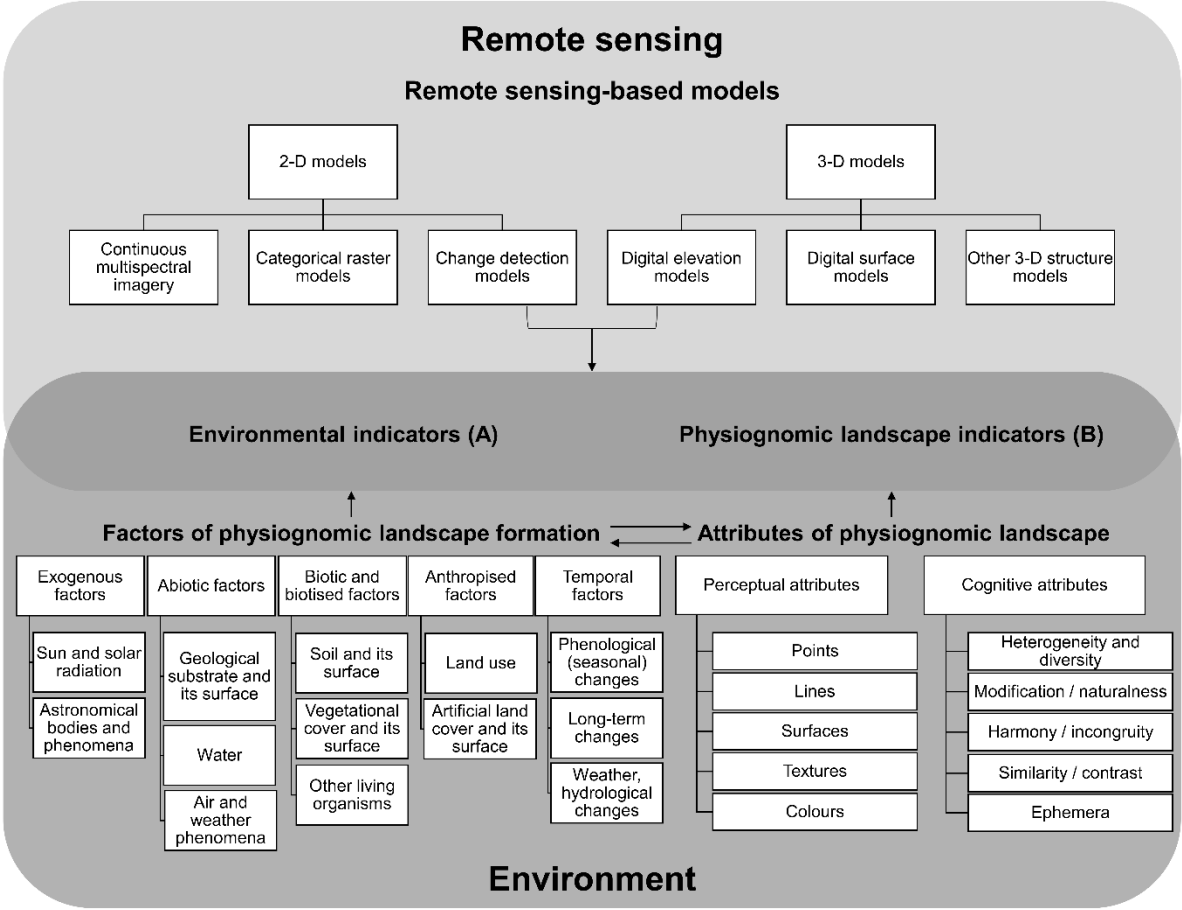 Remote sensing
Remote sensing-based models
2-D models
3-D models
Continuous
multispectral
imagery
Categorical raster
models
Change detection
models
Digital elevation
models
Digital surface
models
Other 3-D structure
models
Environmental indicators (A)
Physiognomic landscape indicators (B)
Factors of physiognomic landscape formation
Attributes of physiognomic landscape
Exogenous
factors
Sun and solar
radiation
Astronomical
bodies and
phenomena
Abiotic factors
Geological
substrate and
its surface
Water
Air and
weather
phenomena
Biotic and
biotised factors
Soil and its
surface
Vegetational
cover and its
surface
Other living
organisms
Anthropised
factors
Land use
Artificial land
cover and its
surface
Temporal
factors
Phenological
(seasonal)
changes
Long-term
changes
Weather,
hydrological
changes
Perceptual attributes
Points
Lines
Surfaces
Textures
Colours
Cognitive attributes
Heterogeneity and
diversity
Modification / naturalness
Harmony / incongruity
Similarity / contrast
Ephemera
Environment